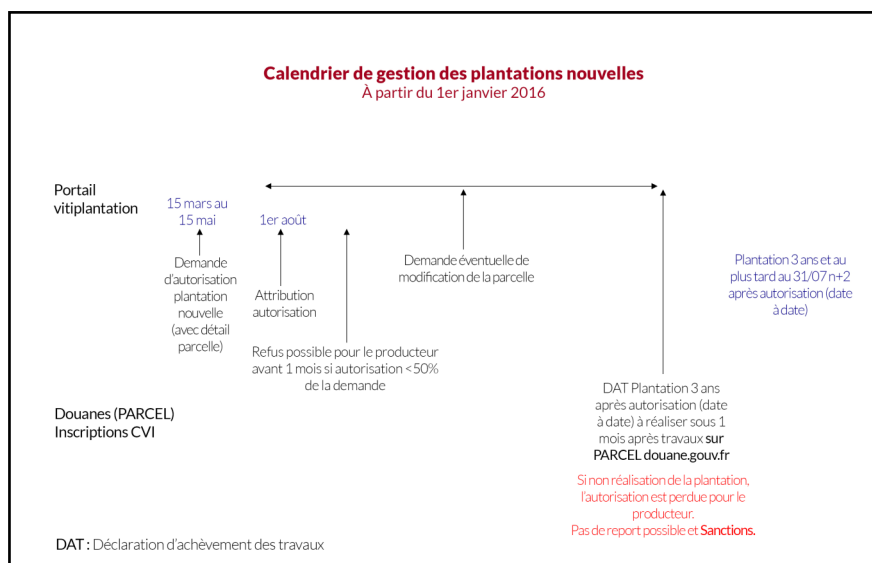 Calendrier de gestion des plantations nouvelles
À partir du 1er janvier 2016
Portail
vitiplantation
15 mars au
15 mai
1er août
Demande
d'autorisation
plantation
nouvelle
(avec détail
parcelle)
Attribution
autorisation
Refus possible pour le producteur
avant 1 mois si autorisation <50%
de la demande
Demande éventuelle de
modification de la parcelle
Plantation 3 ans et au
plus tard au 31/07 n+2
après autorisation (date
à date)
Douanes (PARCEL)
Inscriptions CVI
DAT Plantation 3 ans
après autorisation (date
à date) à réaliser sous 1
mois après travaux sur
PARCEL douane.gouv.fr
Si non réalisation de la plantation,
l'autorisation est perdue pour le
producteur.
Pas de report possible et Sanctions.
DAT : Déclaration d'achèvement des travaux